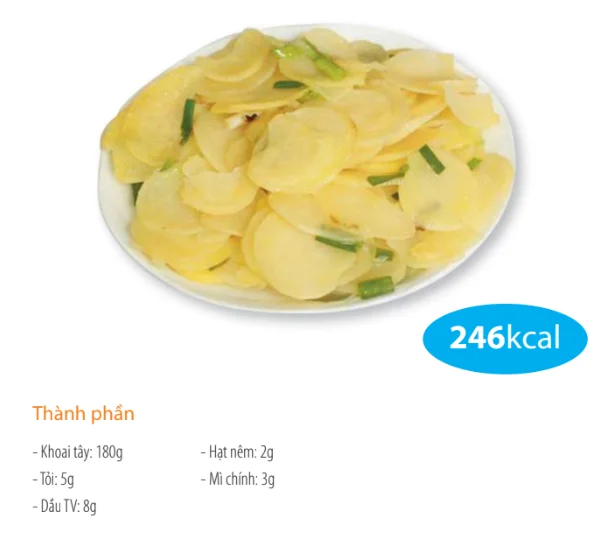 246kcal
Thành phần
- Khoai tây: 180g
- Tỏi: 5g
- Dầu TV: 8g
- Hạt nêm: 2g
- Mì chính: 3g